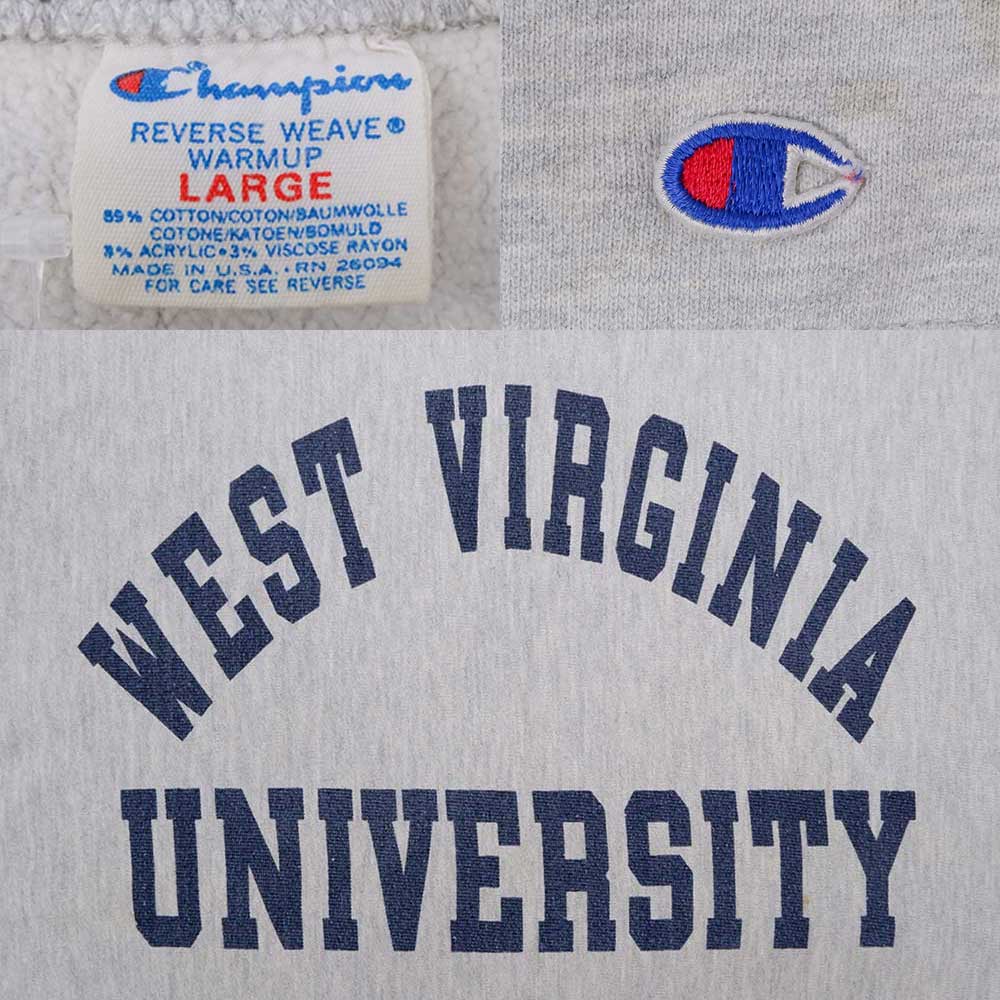 Champion
REVERSE WEAVE®
WARMUP
LARGE
89% COTTON/COTON/BAUMWOLLE
COTONE/KATOEN/BOMULD
8% ACRYLIC•3% VISCOSE RAYON
MADE IN U.S.A.•RN 26094
FOR CARE SEE REVERSE
WEST VIRGINIA
UNIVERSITY